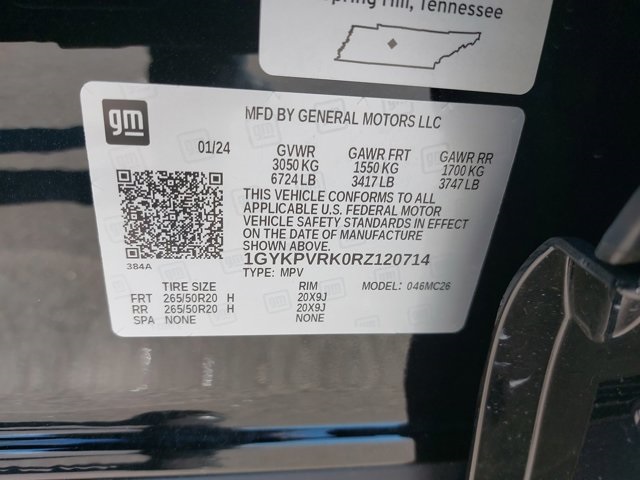 Spring Hill, Tennessee
gm
MFD BY GENERAL MOTORS LLC
01/24 GVWR GAWR FRT GAWR RR
3050 KG 1550 KG 1700 KG
6724 LB 3417 LB 3747 LB
THIS VEHICLE CONFORMS TO ALL
APPLICABLE U.S. FEDERAL MOTOR
VEHICLE SAFETY STANDARDS IN EFFECT
ON THE DATE OF MANUFACTURE
SHOWN ABOVE.
384A
1GYKPVRK0RZ120714
TYPE: MPV
TIRE SIZE RIM MODEL: 046MC26
FRT 265/50R20 H 20X9J
RR 265/50R20 H 20X9J
SPA NONE NONE